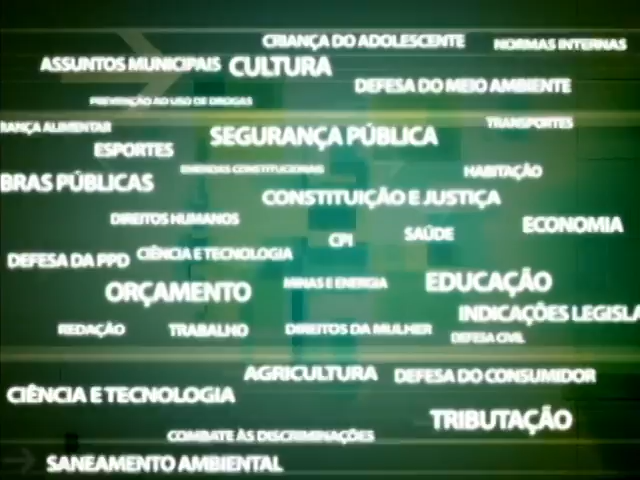 CRIANÇA DO ADOLESCENTE
NORMAS INTERNAS
ASSUNTOS MUNICIPAIS
CULTURA
DEFESA DO MEIO AMBIENTE
PREVENÇÃO AO USO DE DROGAS
RANÇA ALIMENTAR
SEGURANÇA PÚBLICA
TRANSPORTES
ESPORTES
EMENDAS CONSTITUCIONAIS
HABITAÇÃO
BRAS PÚBLICAS
CONSTITUIÇÃO E JUSTIÇA
DIREITOS HUMANOS
ECONOMIA
CPI
SAÚDE
DEFESA DA PPD
CIÊNCIA E TECNOLOGIA
ORÇAMENTO
MINAS E ENERGIA
EDUCAÇÃO
INDICAÇÕES LEGISLA
REDAÇÃO
TRABALHO
DIREITOS DA MULHER
DEFESA CIVIL
AGRICULTURA
DEFESA DO CONSUMIDOR
CIÊNCIA E TECNOLOGIA
TRIBUTAÇÃO
COMBATE ÀS DISCRIMINAÇÕES
SANEAMENTO AMBIENTAL